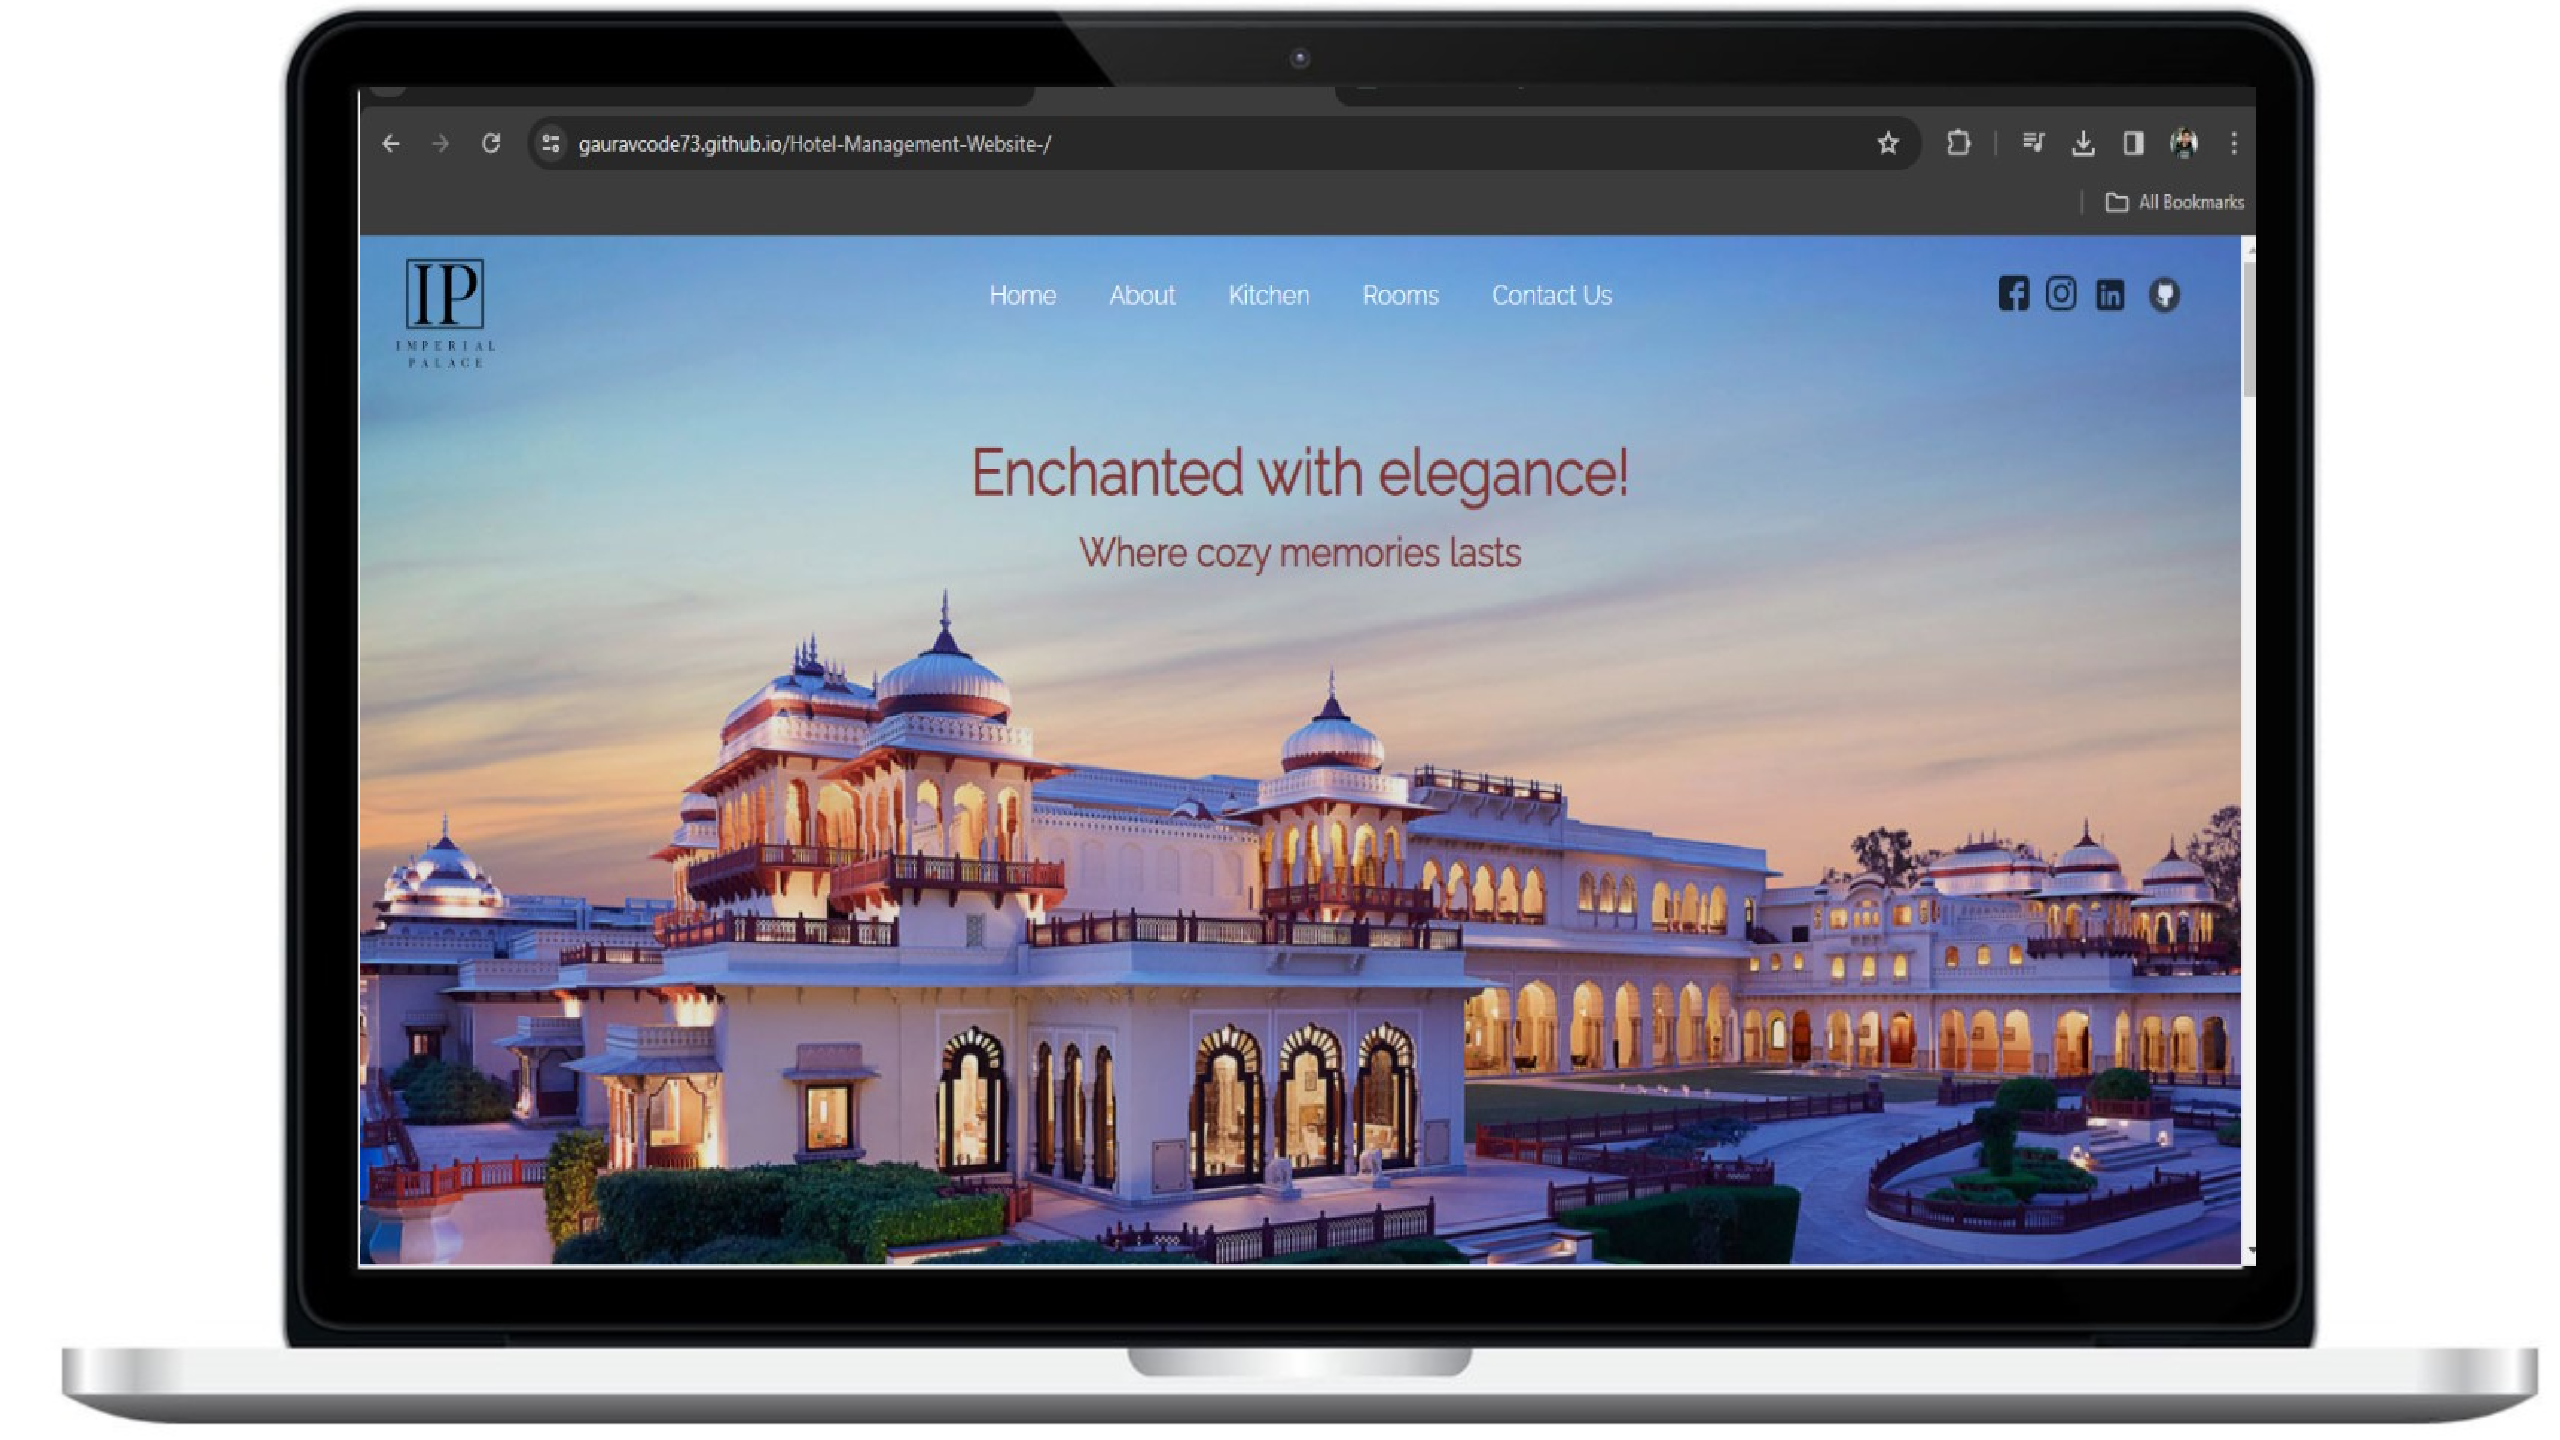 gauravcode73.github.io/Hotel-Management-Website-/
All Bookmarks
IP
IMPERIAL
PALACE
Home About Kitchen Rooms Contact Us
Enchanted with elegance!
Where cozy memories lasts